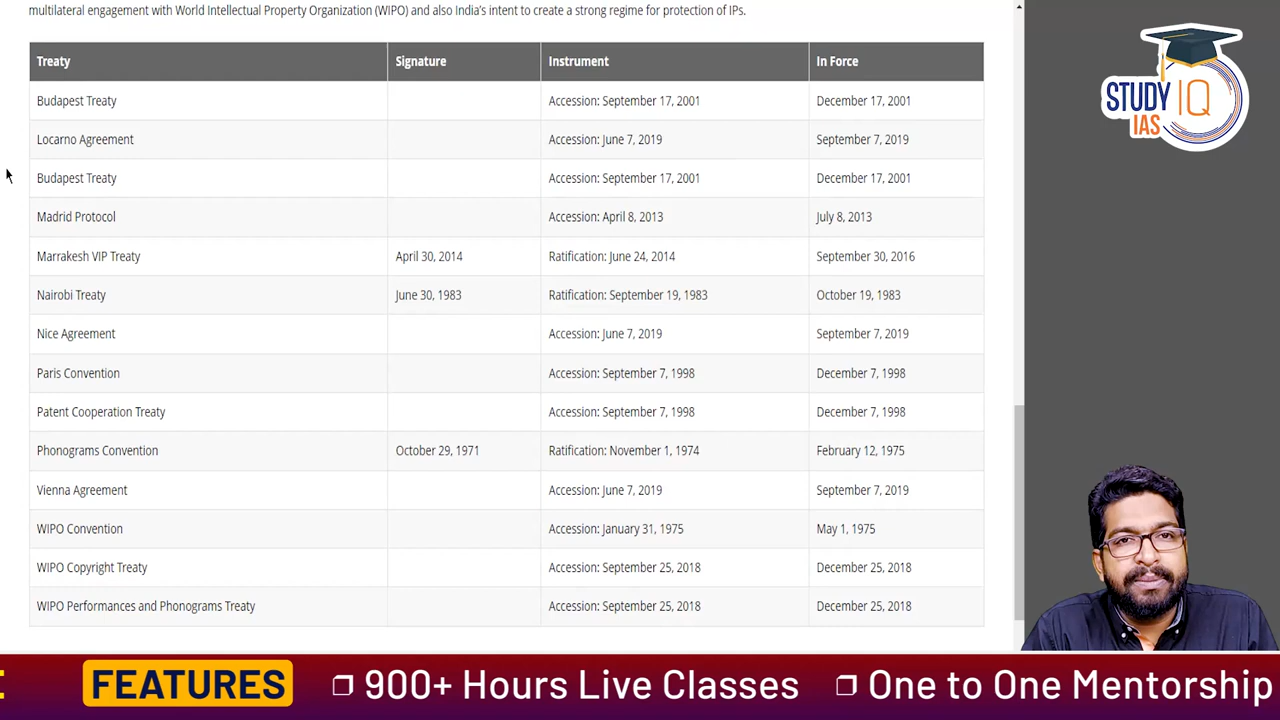 multilateral engagement with World Intellectual Property Organization (WIPO) and also India's intent to create a strong regime for protection of IPs.
Treaty Signature Instrument In Force
Budapest Treaty Accession: September 17, 2001 December 17, 2001
Locarno Agreement Accession: June 7, 2019 September 7, 2019
Budapest Treaty Accession: September 17, 2001 December 17, 2001
Madrid Protocol Accession: April 8, 2013 July 8, 2013
Marrakesh VIP Treaty April 30, 2014 Ratification: June 24, 2014 September 30, 2016
Nairobi Treaty June 30, 1983 Ratification: September 19, 1983 October 19, 1983
Nice Agreement Accession: June 7, 2019 September 7, 2019
Paris Convention Accession: September 7, 1998 December 7, 1998
Patent Cooperation Treaty Accession: September 7, 1998 December 7, 1998
Phonograms Convention October 29, 1971 Ratification: November 1, 1974 February 12, 1975
Vienna Agreement Accession: June 7, 2019 September 7, 2019
WIPO Convention Accession: January 31, 1975 May 1, 1975
WIPO Copyright Treaty Accession: September 25, 2018 December 25, 2018
WIPO Performances and Phonograms Treaty Accession: September 25, 2018 December 25, 2018
STUDY IQ
IAS
: FEATURES 900+ Hours Live Classes One to One Mentorship